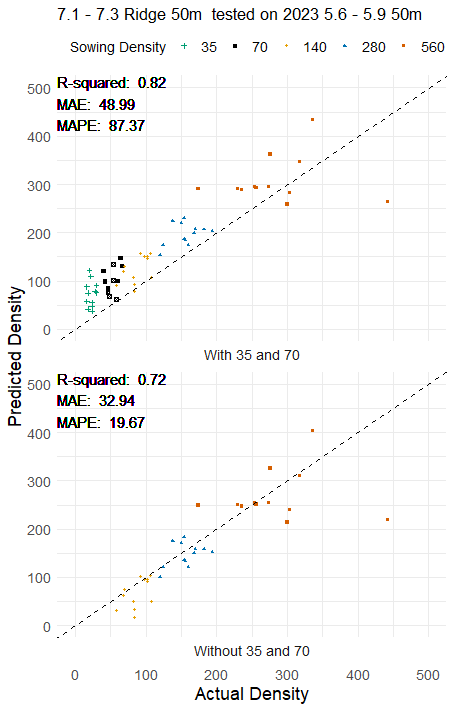 7.1 - 7.3 Ridge 50m  tested on 2023 5.6 - 5.9 50m
Sowing Density 35 70 140 280 560
R-squared: 0.82
MAE: 48.99
MAPE: 87.37
500
400
300
200
100
0
With 35 and 70
Predicted Density
R-squared: 0.72
MAE: 32.94
MAPE: 19.67
500
400
300
200
100
0
Without 35 and 70
0 100 200 300 400 500
Actual Density